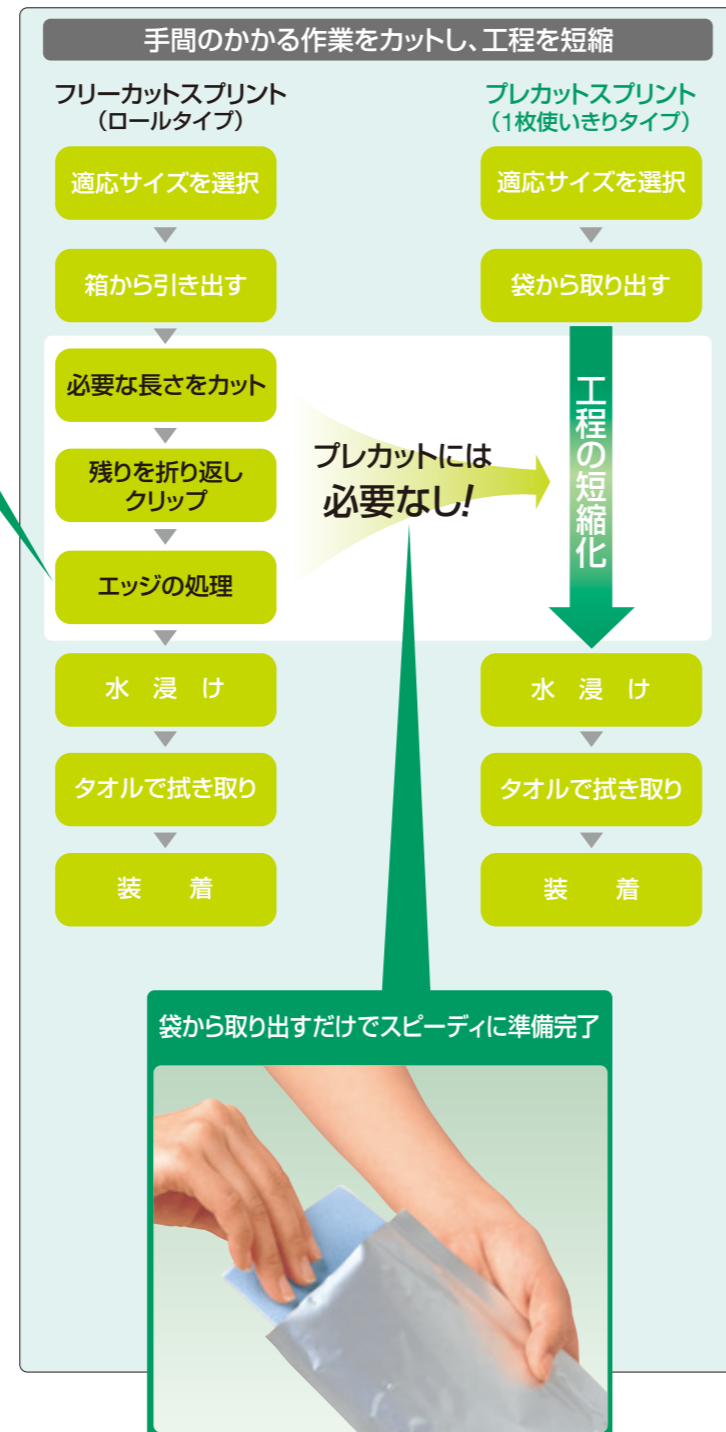 手間のかかる作業をカットし、工程を短縮
フリーカットスプリント
（ロールタイプ）
適応サイズを選択
箱から引き出す
必要な長さをカット
残りを折り返し
クリップ
エッジの処理
水 浸 け
タオルで拭き取り
装 着
プレカットには
必要なし!
プレカットスプリント
（1枚使いきりタイプ）
適応サイズを選択
袋から取り出す
工程の短縮化
水 浸 け
タオルで拭き取り
装 着
袋から取り出すだけでスピーディに準備完了